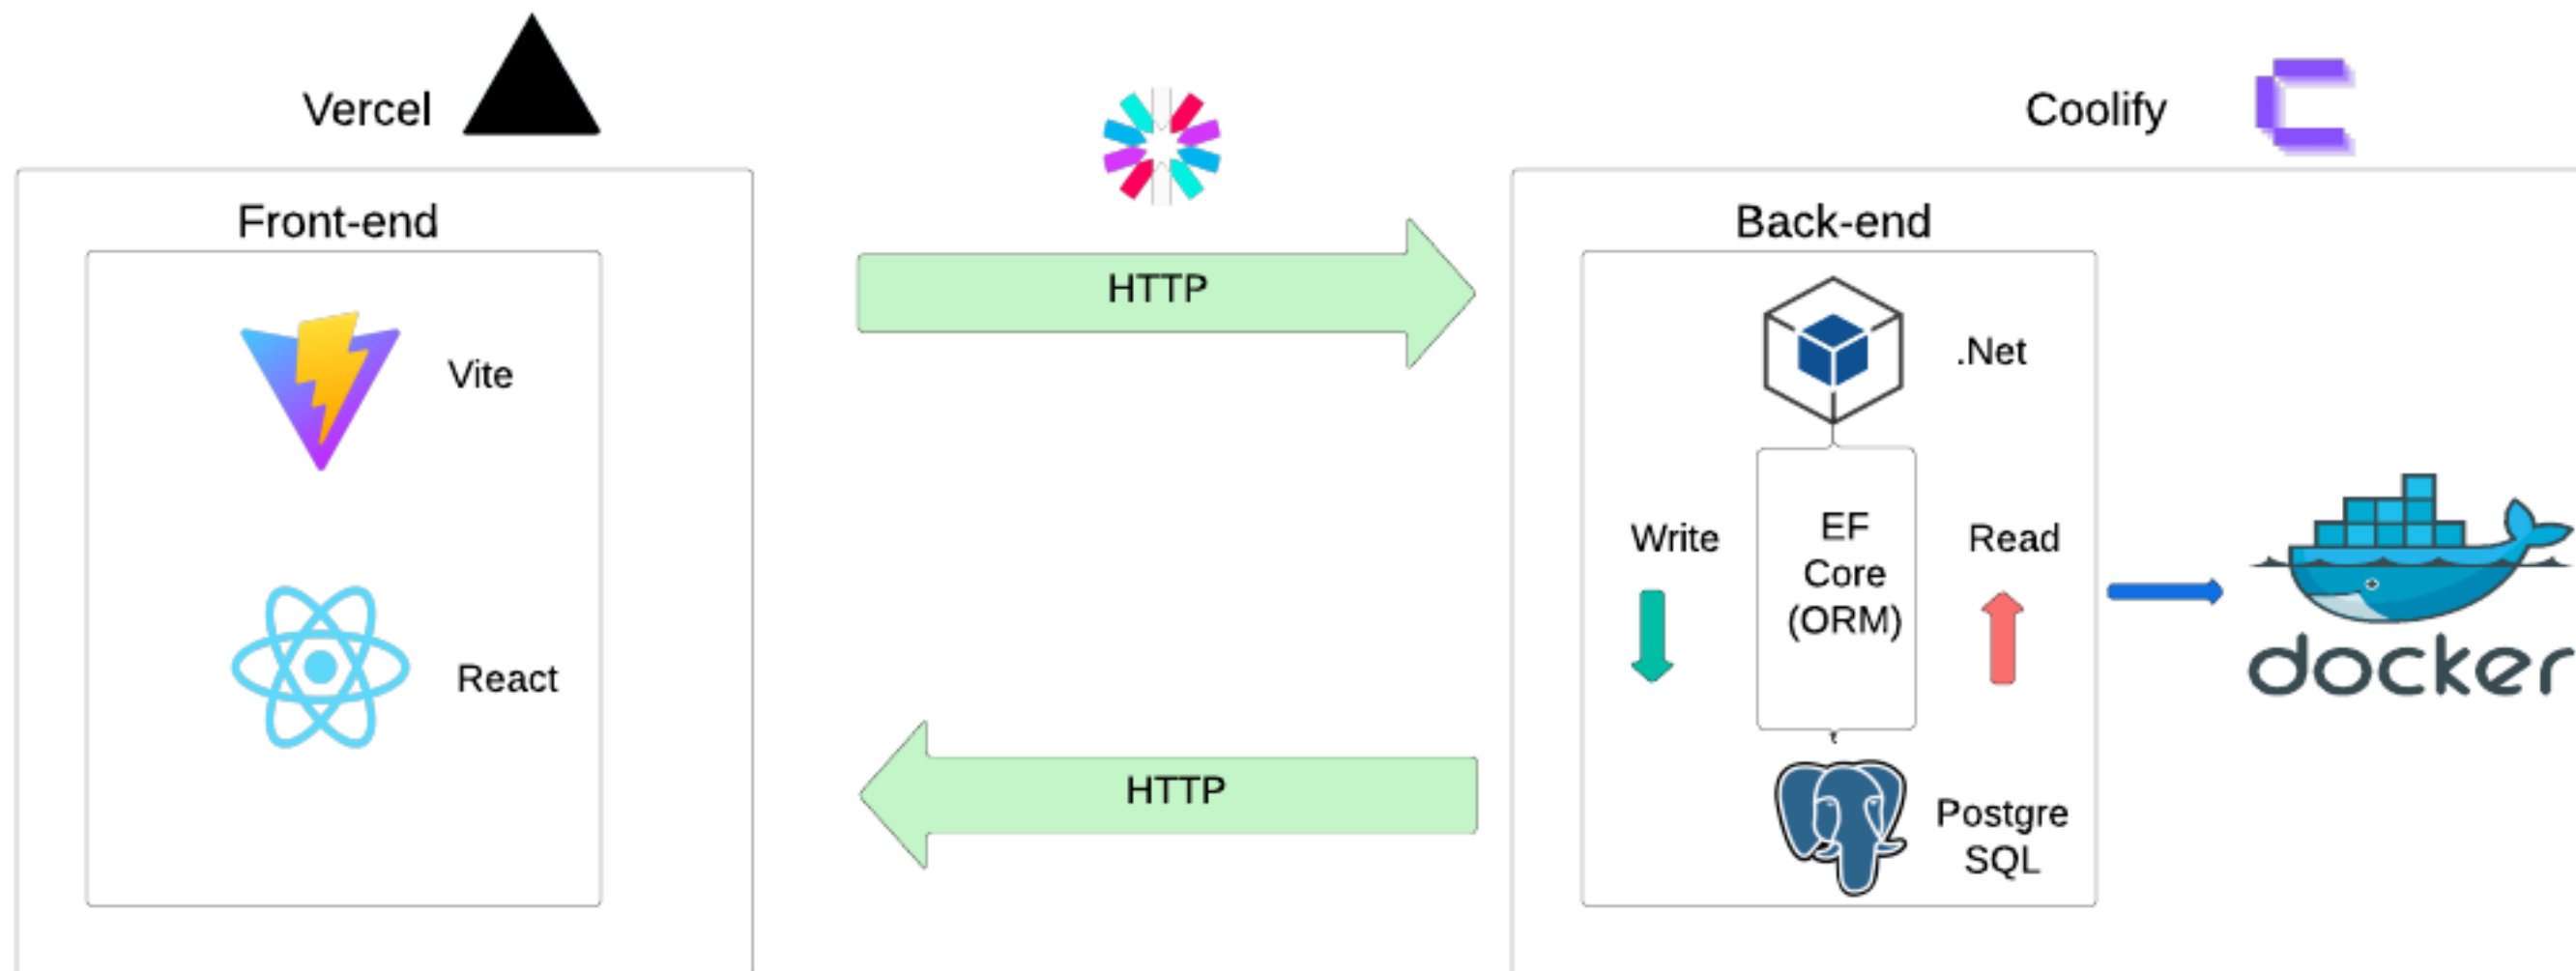 Vercel
Coolify
Front-end
Vite
React
HTTP
HTTP
Back-end
.Net
Write
EF
Core
(ORM)
Read
Postgre
SQL
docker